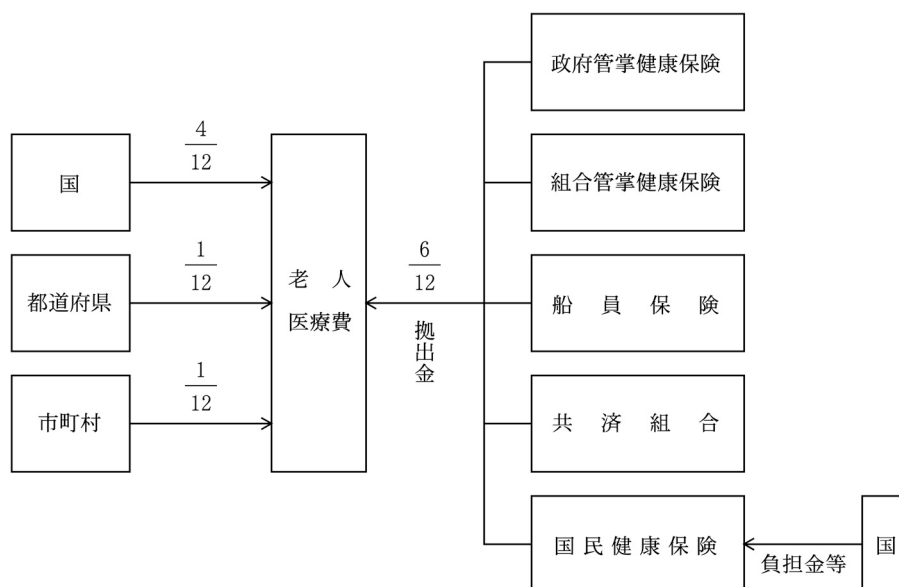 国
4
12
都道府県
1
12
市町村
1
12
老人
医療費
6
12
拠出金
政府管掌健康保険
組合管掌健康保険
船員保険
共済組合
国民健康保険
負担金等
国